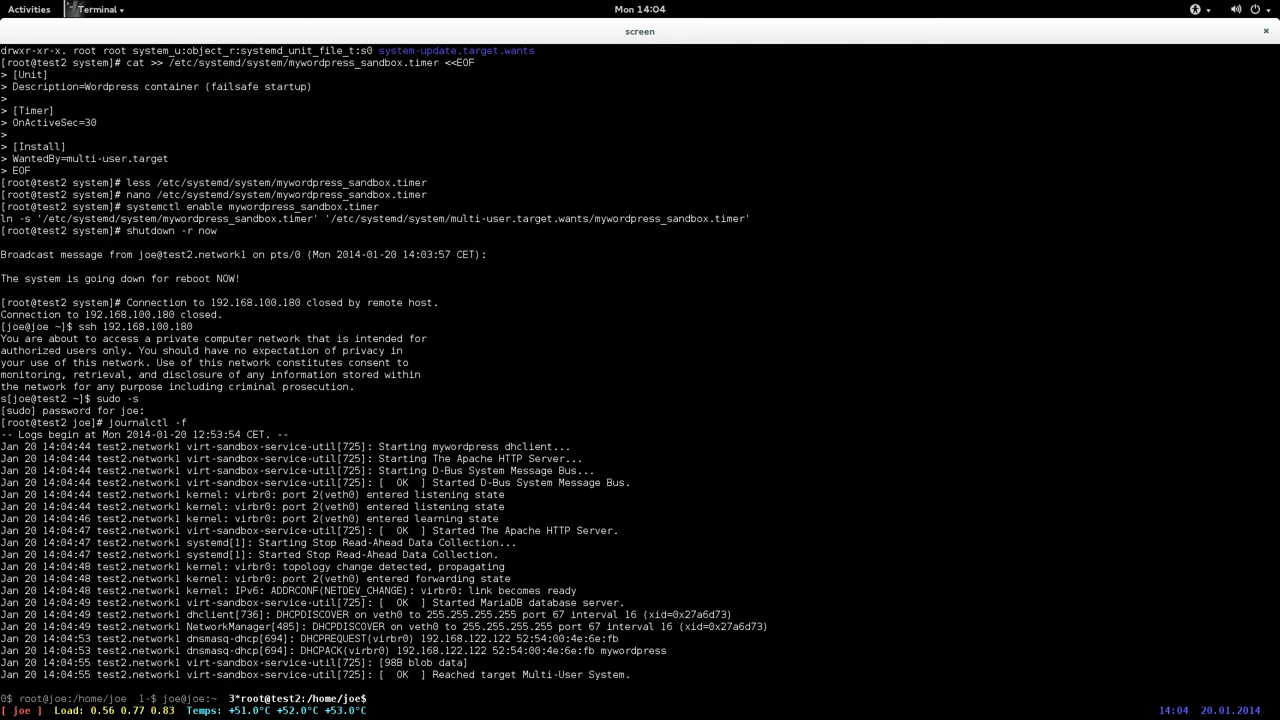 Activities Terminal Mon 14:04
screen ×
drwxr-xr-x. root root system_u:object_r:systemd_unit_file_t:s0 system-update.target.wants
[root@test2 system]# cat >> /etc/systemd/system/mywordpress_sandbox.timer <<EOF
> [Unit]
> Description=Wordpress container (failsafe startup)
>
> [Timer]
> OnActiveSec=30
>
> [Install]
> WantedBy=multi-user.target
> EOF
[root@test2 system]# less /etc/systemd/system/mywordpress_sandbox.timer
[root@test2 system]# nano /etc/systemd/system/mywordpress_sandbox.timer
[root@test2 system]# systemctl enable mywordpress_sandbox.timer
ln -s '/etc/systemd/system/mywordpress_sandbox.timer' '/etc/systemd/system/multi-user.target.wants/mywordpress_sandbox.timer'
[root@test2 system]# shutdown -r now
Broadcast message from joe@test2.network1 on pts/0 (Mon 2014-01-20 14:03:57 CET):
The system is going down for reboot NOW!
[root@test2 system]# Connection to 192.168.100.180 closed by remote host.
Connection to 192.168.100.180 closed.
[joe@joe ~]$ ssh 192.168.100.180
You are about to access a private computer network that is intended for
authorized users only. You should have no expectation of privacy in
your use of this network. Use of this network constitutes consent to
monitoring, retrieval, and disclosure of any information stored within
the network for any purpose including criminal prosecution.
s[joe@test2 ~]$ sudo -s
[sudo] password for joe:
[root@test2 joe]# journalctl -f
-- Logs begin at Mon 2014-01-20 12:53:54 CET. --
Jan 20 14:04:44 test2.network1 virt-sandbox-service-util[725]: Starting mywordpress dhclient...
Jan 20 14:04:44 test2.network1 virt-sandbox-service-util[725]: Starting The Apache HTTP Server...
Jan 20 14:04:44 test2.network1 virt-sandbox-service-util[725]: Starting D-Bus System Message Bus...
Jan 20 14:04:44 test2.network1 virt-sandbox-service-util[725]: [  OK  ] Started D-Bus System Message Bus.
Jan 20 14:04:44 test2.network1 kernel: virbr0: port 2(veth0) entered listening state
Jan 20 14:04:44 test2.network1 kernel: virbr0: port 2(veth0) entered listening state
Jan 20 14:04:46 test2.network1 kernel: virbr0: port 2(veth0) entered learning state
Jan 20 14:04:47 test2.network1 virt-sandbox-service-util[725]: [  OK  ] Started The Apache HTTP Server.
Jan 20 14:04:47 test2.network1 systemd[1]: Starting Stop Read-Ahead Data Collection...
Jan 20 14:04:47 test2.network1 systemd[1]: Started Stop Read-Ahead Data Collection.
Jan 20 14:04:48 test2.network1 kernel: virbr0: topology change detected, propagating
Jan 20 14:04:48 test2.network1 kernel: virbr0: port 2(veth0) entered forwarding state
Jan 20 14:04:48 test2.network1 kernel: IPv6: ADDRCONF(NETDEV_CHANGE): virbr0: link becomes ready
Jan 20 14:04:49 test2.network1 virt-sandbox-service-util[725]: [  OK  ] Started MariaDB database server.
Jan 20 14:04:49 test2.network1 dhclient[736]: DHCPDISCOVER on veth0 to 255.255.255.255 port 67 interval 16 (xid=0x27a6d73)
Jan 20 14:04:49 test2.network1 NetworkManager[485]: DHCPDISCOVER on veth0 to 255.255.255.255 port 67 interval 16 (xid=0x27a6d73)
Jan 20 14:04:53 test2.network1 dnsmasq-dhcp[694]: DHCPREQUEST(virbr0) 192.168.122.122 52:54:00:4e:6e:fb
Jan 20 14:04:53 test2.network1 dnsmasq-dhcp[694]: DHCPACK(virbr0) 192.168.122.122 52:54:00:4e:6e:fb mywordpress
Jan 20 14:04:55 test2.network1 virt-sandbox-service-util[725]: [98B blob data]
Jan 20 14:04:55 test2.network1 virt-sandbox-service-util[725]: [  OK  ] Reached target Multi-User System.
0$ root@joe:/home/joe  1-$ joe@joe:~  3*root@test2:/home/joe$
[ joe ]  Load: 0.56 0.77 0.83  Temps: +51.0°C +52.0°C +53.0°C 14:04  20.01.2014